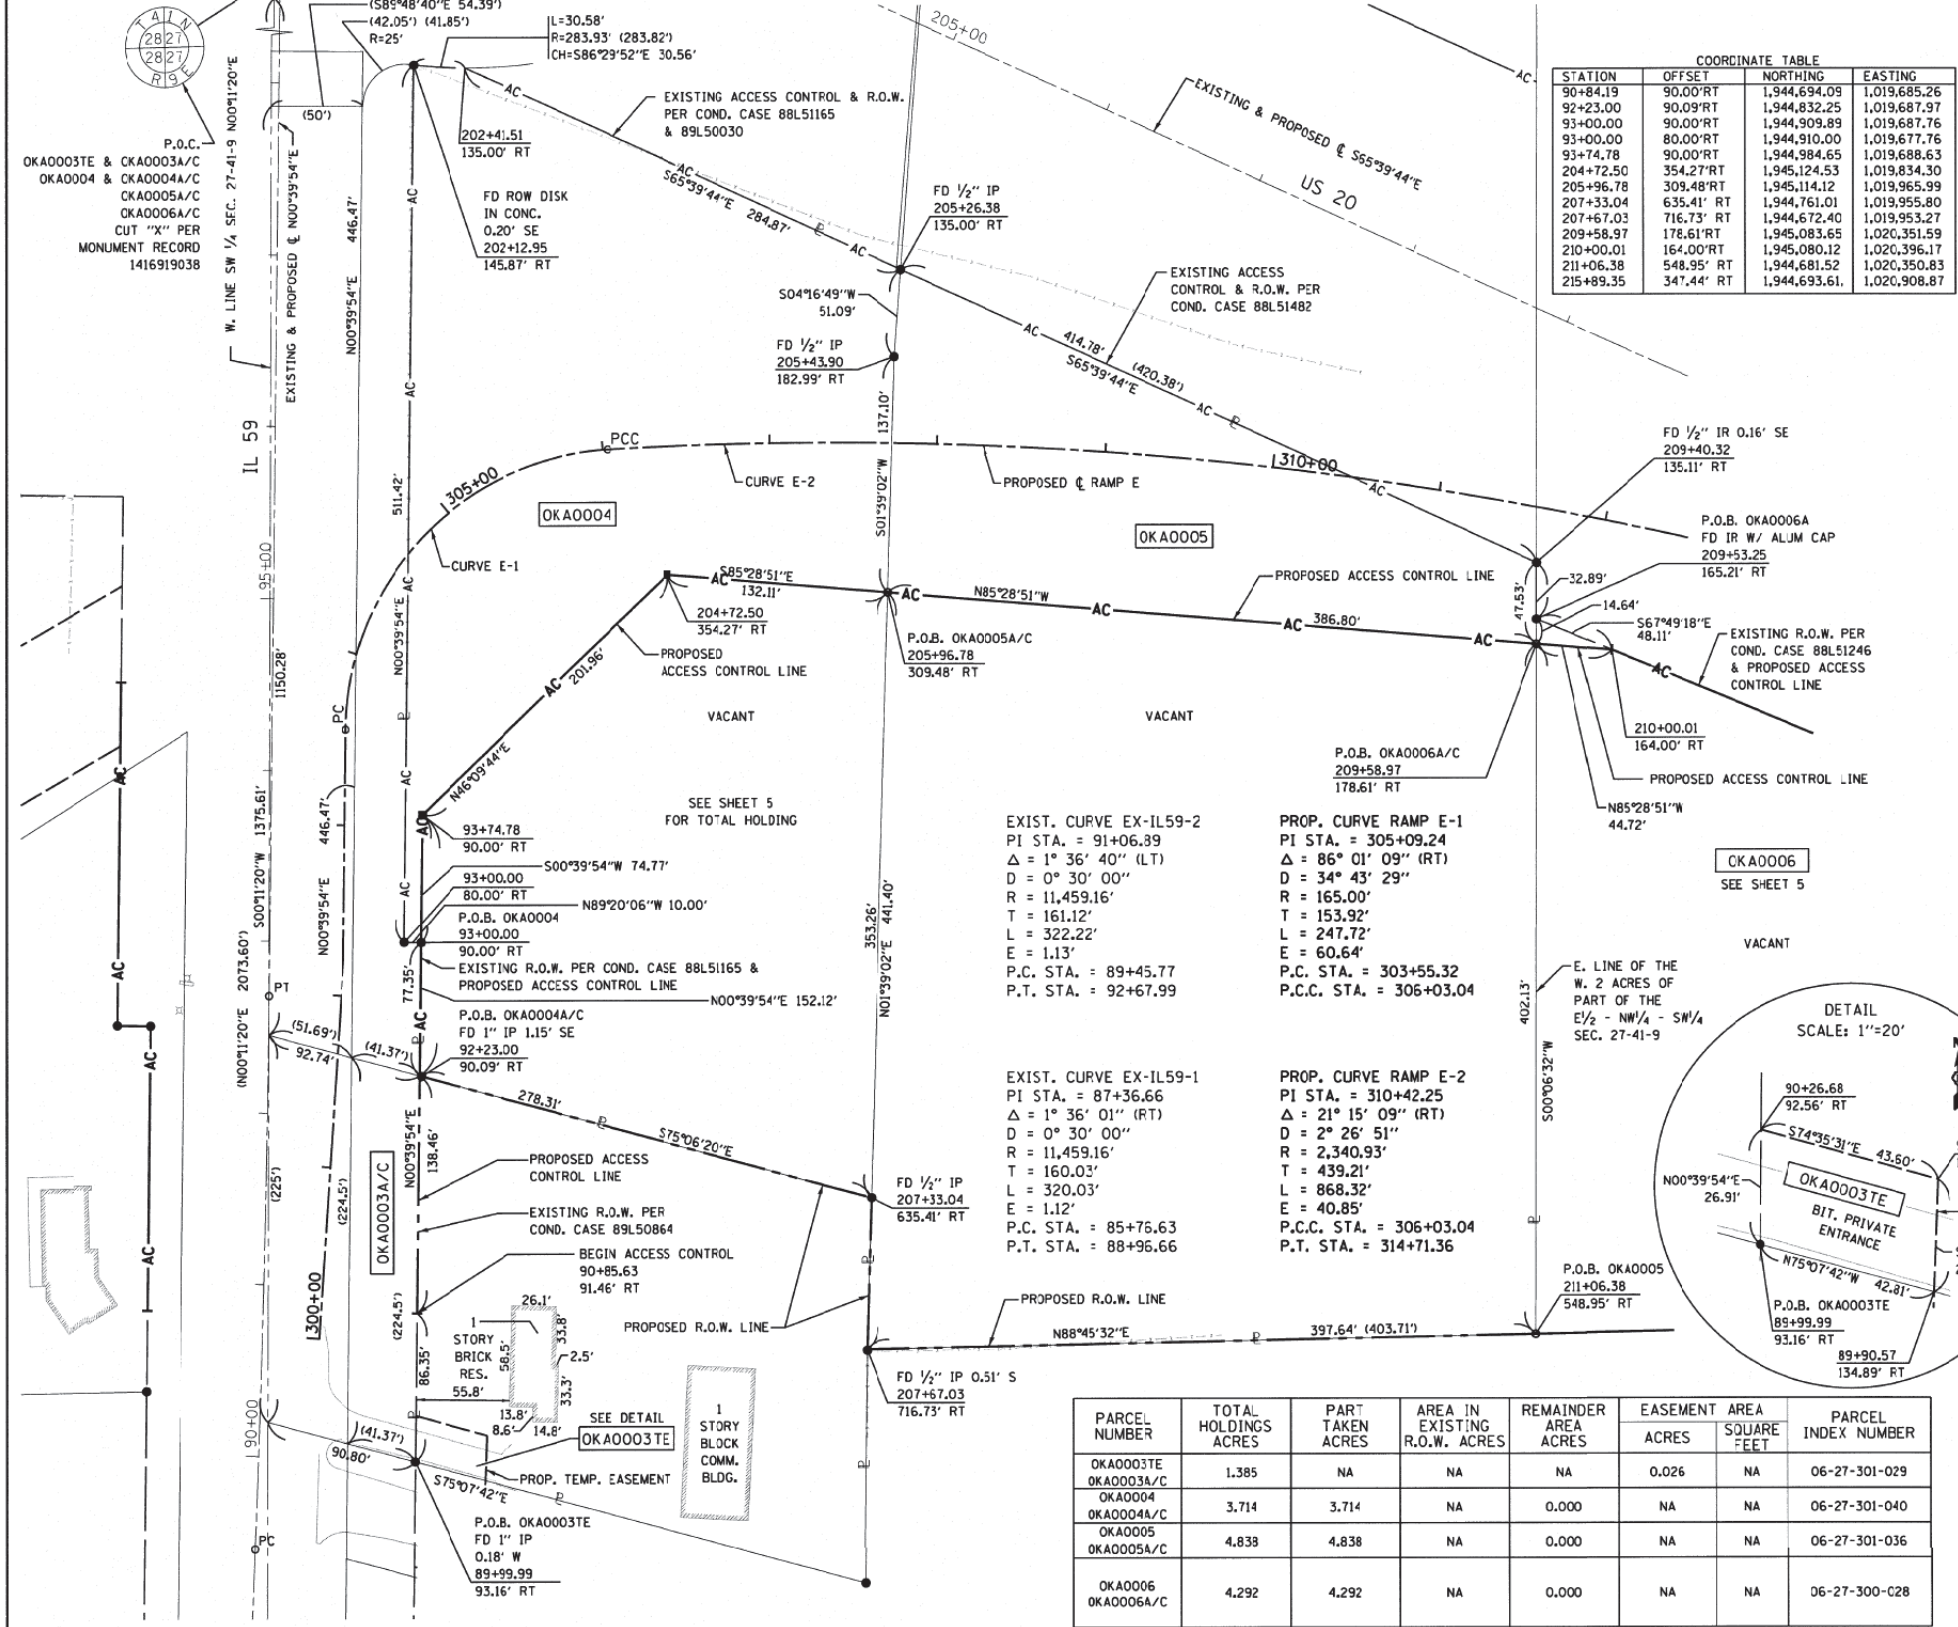 T 4 1 N
28 27
28 27
R 9 E
(S89°48'40"E 54.39')
(42.05') (41.85')
R=25'
L=30.58'
R=283.93' (283.82')
CH=S86°29'52"E 30.56'
(50')
P.O.C.
0KA0003TE & 0KA0003A/C
0KA0004 & 0KA0004A/C
0KA0005A/C
0KA0006A/C
CUT "X" PER
MONUMENT RECORD
1416919038
W. LINE SW 1/4 SEC. 27-41-9 N00°11'20"E
EXISTING & PROPOSED ℄ N00°39'54"E
446.47'
N00°39'54"E
AC
202+41.51
135.00' RT
FD ROW DISK
IN CONC.
0.20' SE
202+12.95
145.87' RT
EXISTING ACCESS CONTROL & R.O.W.
PER COND. CASE 88L51165
& 89L50030
S65°39'44"E 284.87'
205+00
EXISTING & PROPOSED ℄ S65°39'44"E
US 20
FD 1/2" IP
205+26.38
135.00' RT
S04°16'49"W
51.09'
FD 1/2" IP
205+43.90
182.99' RT
EXISTING ACCESS
CONTROL & R.O.W. PER
COND. CASE 88L51482
414.78' (420.38')
S65°39'44"E
COORDINATE TABLE
STATION OFFSET NORTHING EASTING
90+84.19 90.00'RT 1,944,694.09 1,019,685.26
92+23.00 90.09'RT 1,944,832.25 1,019,687.97
93+00.00 90.00'RT 1,944,909.89 1,019,687.76
93+00.00 80.00'RT 1,944,910.00 1,019,677.76
93+74.78 90.00'RT 1,944,984.65 1,019,688.63
204+72.50 354.27'RT 1,945,124.53 1,019,834.30
205+96.78 309.48'RT 1,945,114.12 1,019,965.99
207+33.04 635.41' RT 1,944,761.01 1,019,955.80
207+67.03 716.73' RT 1,944,672.40 1,019,953.27
209+58.97 178.61'RT 1,945,083.65 1,020,351.59
210+00.01 164.00'RT 1,945,080.12 1,020,396.17
211+06.38 548.95' RT 1,944,681.52 1,020,350.83
215+89.35 347.44' RT 1,944,693.61, 1,020,908.87
IL 59
95+00
1150.28'
511.42'
N00°39'54"E
PCC
305+00
CURVE E-2
PROPOSED ℄ RAMP E
310+00
137.10'
S01°39'02"W
0KA0004
0KA0005
CURVE E-1
PC
FD 1/2" IR 0.16' SE
209+40.32
135.11' RT
P.O.B. 0KA0006A
FD IR W/ ALUM CAP
209+53.25
165.21' RT
32.89'
14.64'
47.53'
S67°49'18"E
48.11'
EXISTING R.O.W. PER
COND. CASE 88L51246
& PROPOSED ACCESS
CONTROL LINE
S85°28'51"E
132.11'
204+72.50
354.27' RT
PROPOSED
ACCESS CONTROL LINE
201.96'
N46°09'44"E
N85°28'51"W
386.80'
PROPOSED ACCESS CONTROL LINE
P.O.B. 0KA0005A/C
205+96.78
309.48' RT
VACANT
VACANT
SEE SHEET 5
FOR TOTAL HOLDING
P.O.B. 0KA0006A/C
209+58.97
178.61' RT
210+00.01
164.00' RT
PROPOSED ACCESS CONTROL LINE
N85°28'51"W
44.72'
0KA0006
SEE SHEET 5
VACANT
93+74.78
90.00' RT
S00°39'54"W 74.77'
93+00.00
80.00' RT
N89°20'06"W 10.00'
P.O.B. 0KA0004
93+00.00
90.00' RT
EXISTING R.O.W. PER COND. CASE 88L51165 &
PROPOSED ACCESS CONTROL LINE
N00°39'54"E 152.12'
77.35'
P.O.B. 0KA0004A/C
FD 1" IP 1.15' SE
92+23.00
90.09' RT
S00°11'20"W 1375.61'
(N00°11'20"E 2073.60')
446.47'
N00°39'54"E
PT
(51.69')
92.74'
(41.37')
278.31'
S75°06'20"E
353.26'
N01°39'02"E 441.40'
EXIST. CURVE EX-IL59-2
PI STA. = 91+06.89
Δ = 1° 36' 40" (LT)
D = 0° 30' 00"
R = 11,459.16'
T = 161.12'
L = 322.22'
E = 1.13'
P.C. STA. = 89+45.77
P.T. STA. = 92+67.99
PROP. CURVE RAMP E-1
PI STA. = 305+09.24
Δ = 86° 01' 09" (RT)
D = 34° 43' 29"
R = 165.00'
T = 153.92'
L = 247.72'
E = 60.64'
P.C. STA. = 303+55.32
P.C.C. STA. = 306+03.04
EXIST. CURVE EX-IL59-1
PI STA. = 87+36.66
Δ = 1° 36' 01" (RT)
D = 0° 30' 00"
R = 11,459.16'
T = 160.03'
L = 320.03'
E = 1.12'
P.C. STA. = 85+76.63
P.T. STA. = 88+96.66
PROP. CURVE RAMP E-2
PI STA. = 310+42.25
Δ = 21° 15' 09" (RT)
D = 2° 26' 51"
R = 2,340.93'
T = 439.21'
L = 868.32'
E = 40.85'
P.C.C. STA. = 306+03.04
P.T. STA. = 314+71.36
E. LINE OF THE
W. 2 ACRES OF
PART OF THE
E1/2 - NW1/4 - SW1/4
SEC. 27-41-9
402.13'
S00°06'32"W
DETAIL
SCALE: 1"=20'
90+26.68
92.56' RT
S74°35'31"E 43.60'
N00°39'54"E
26.91'
0KA0003TE
BIT. PRIVATE
ENTRANCE
N75°07'42"W 42.81'
P.O.B. 0KA0003TE
89+99.99
93.16' RT
89+90.57
134.89' RT
(225')
(224.5')
0KA0003A/C
N00°39'54"E
138.46'
PROPOSED ACCESS
CONTROL LINE
EXISTING R.O.W. PER
COND. CASE 89L50864
BEGIN ACCESS CONTROL
90+85.63
91.46' RT
FD 1/2" IP
207+33.04
635.41' RT
PROPOSED R.O.W. LINE
PROPOSED R.O.W. LINE
N88°45'32"E
397.64' (403.71')
P.O.B. 0KA0005
211+06.38
548.95' RT
FD 1/2" IP 0.51' S
207+67.03
716.73' RT
300+00
(224.5')
86.35'
1
STORY
BRICK
RES.
26.1'
33.8'
2.5'
58.5'
33.3'
55.8'
13.8'
8.6'
14.8'
SEE DETAIL
0KA0003TE
PROP. TEMP. EASEMENT
1
STORY
BLOCK
COMM.
BLDG.
90+00
(41.37')
90.80'
S75°07'42"E
PC
P.O.B. 0KA0003TE
FD 1" IP
0.18' W
89+99.99
93.16' RT
PARCEL NUMBER TOTAL HOLDINGS ACRES PART TAKEN ACRES AREA IN EXISTING R.O.W. ACRES REMAINDER AREA ACRES EASEMENT AREA ACRES SQUARE FEET PARCEL INDEX NUMBER
0KA0003TE 0KA0003A/C 1.385 NA NA NA 0.026 NA 06-27-301-029
0KA0004 0KA0004A/C 3.714 3.714 NA 0.000 NA NA 06-27-301-040
0KA0005 0KA0005A/C 4.838 4.838 NA 0.000 NA NA 06-27-301-036
0KA0006 0KA0006A/C 4.292 4.292 NA 0.000 NA NA 06-27-300-028